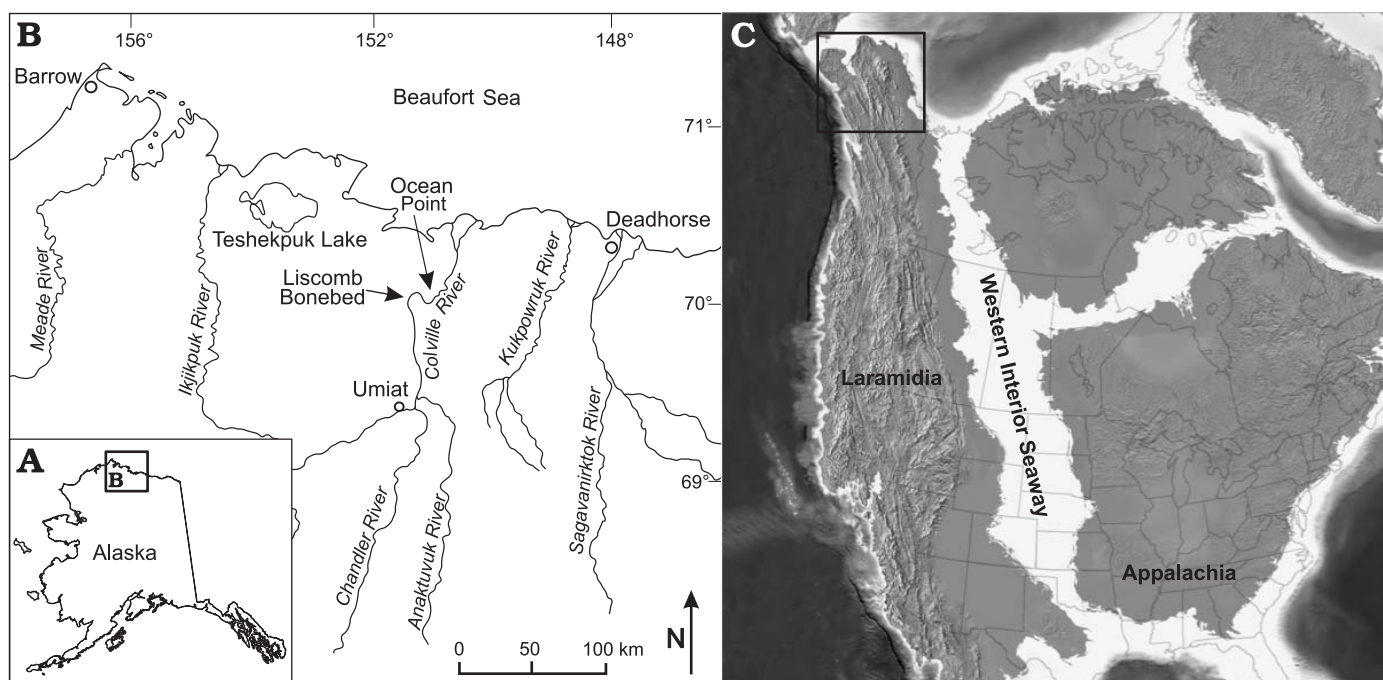 B
156°
152°
148°
Barrow
Beaufort Sea
71°
Ocean
Point
Deadhorse
Teshekpuk Lake
Liscomb
Bonebed
70°
Meade River
Ikjikpuk River
Colville River
Kukpowruk River
Umiat
69°
Chandler River
Anaktuvuk River
Sagavanirktok River
0 50 100 km
N
A
B
Alaska
C
Laramidia
Western Interior Seaway
Appalachia